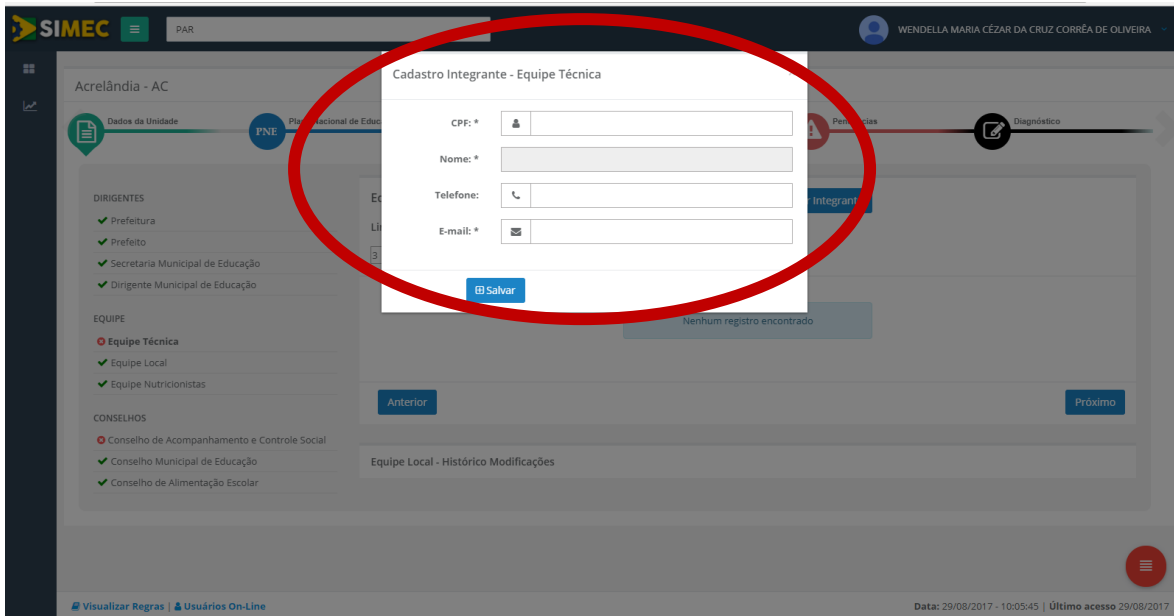 SIMEC
PAR
WENDELLA MARIA CÉZAR DA CRUZ CORRÊA DE OLIVEIRA
Acrelândia - AC
Dados da Unidade
PNE
Diagnóstico
Cadastro Integrante - Equipe Técnica
CPF: *
Nome: *
Telefone:
E-mail: *
Salvar
DIRIGENTES
Prefeitura
Prefeito
Secretaria Municipal de Educação
Dirigente Municipal de Educação
EQUIPE
Equipe Técnica
Equipe Local
Equipe Nutricionistas
CONSELHOS
Conselho de Acompanhamento e Controle Social
Conselho Municipal de Educação
Conselho de Alimentação Escolar
3
Nenhum registro encontrado
Anterior
Próximo
Equipe Local - Histórico Modificações
Visualizar Regras | Usuários On-Line
Data: 29/08/2017 - 10:05:45 | Último acesso 29/08/2017